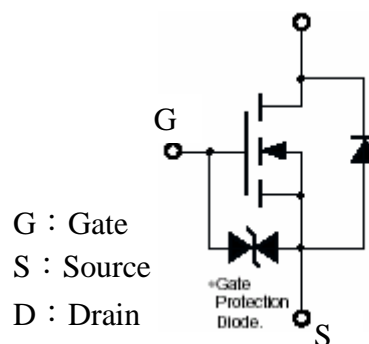 G
G：Gate
S：Source
D：Drain
*Gate
Protection
Diode.
S